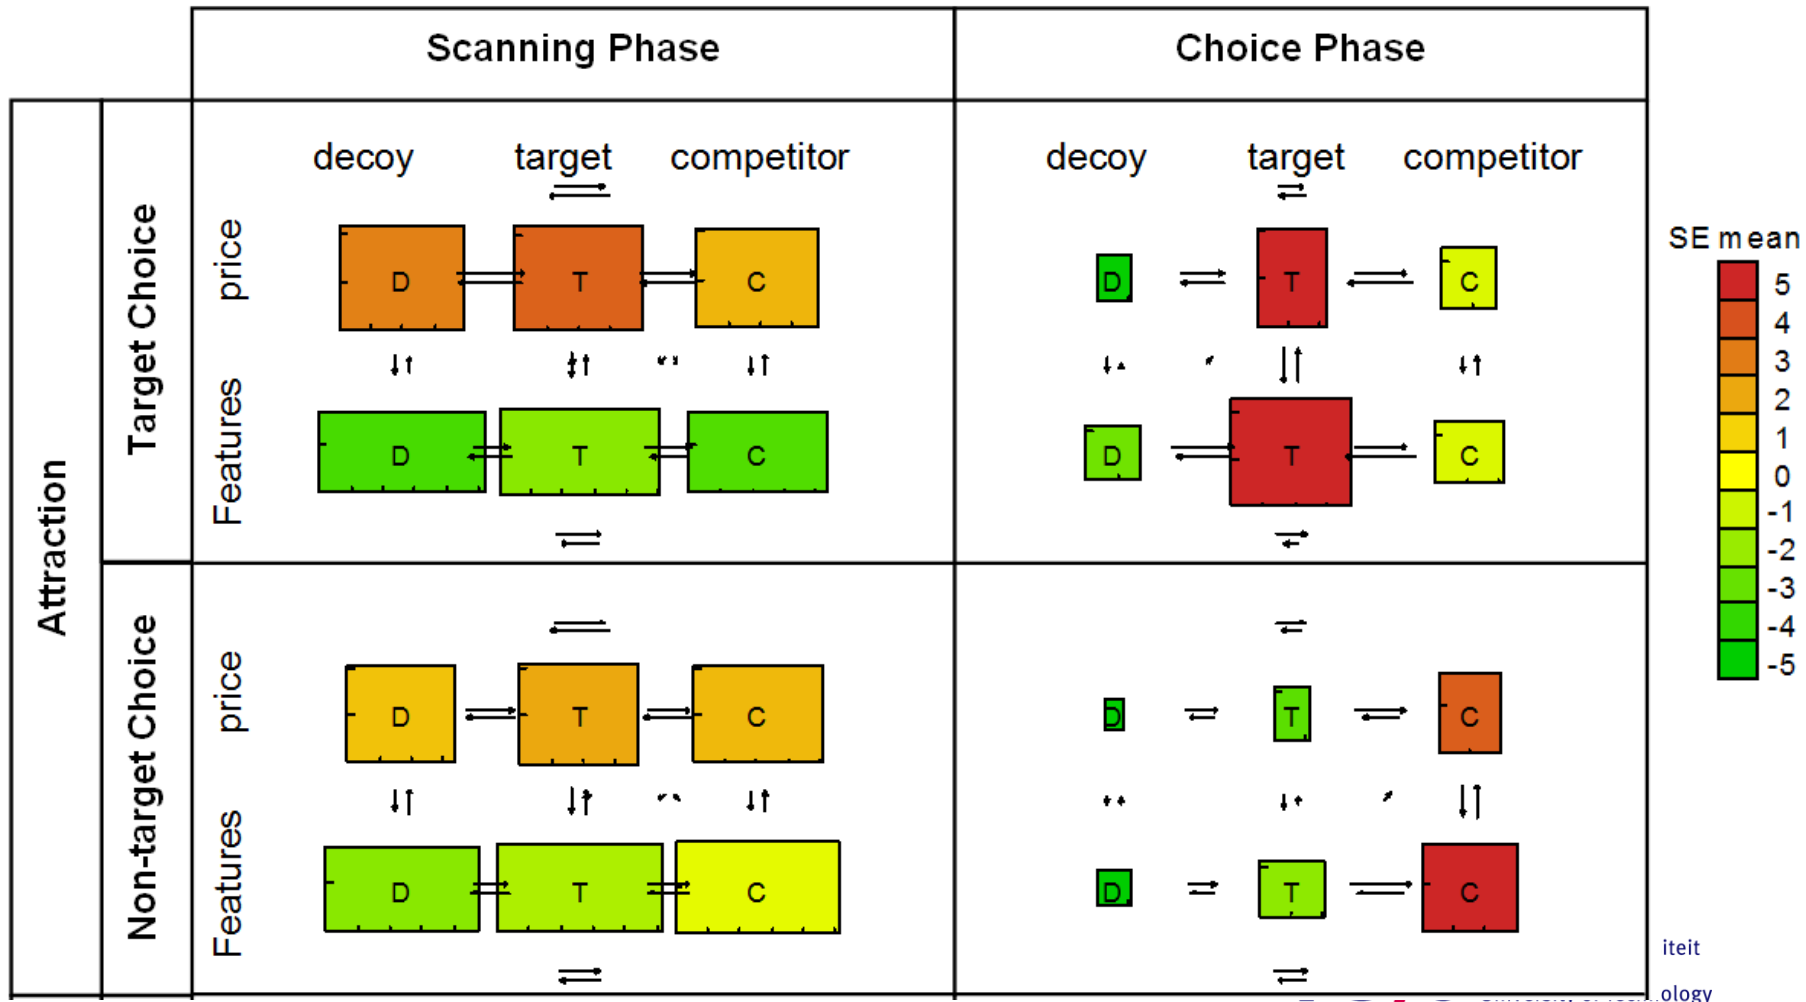 Scanning Phase
Choice Phase
Attraction
Target Choice
decoy target competitor
price
D T C
Features
D T C
decoy target competitor
D T C
D T C
Non-target Choice
price
D T C
Features
D T C
D T C
D T C
SE mean
5
4
3
2
1
0
-1
-2
-3
-4
-5
iteit
ology